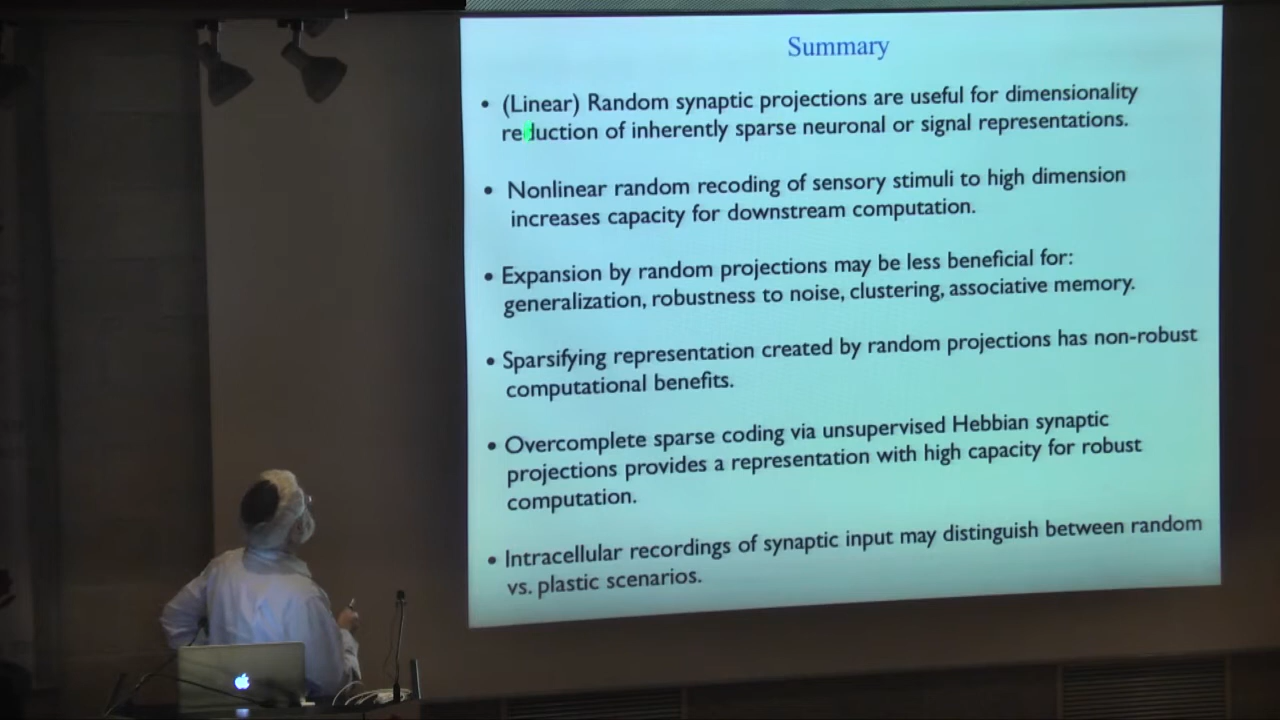 Summary
• (Linear) Random synaptic projections are useful for dimensionality
reduction of inherently sparse neuronal or signal representations.
• Nonlinear random recoding of sensory stimuli to high dimension
increases capacity for downstream computation.
• Expansion by random projections may be less beneficial for:
generalization, robustness to noise, clustering, associative memory.
• Sparsifying representation created by random projections has non-robust
computational benefits.
• Overcomplete sparse coding via unsupervised Hebbian synaptic
projections provides a representation with high capacity for robust
computation.
• Intracellular recordings of synaptic input may distinguish between random
vs. plastic scenarios.